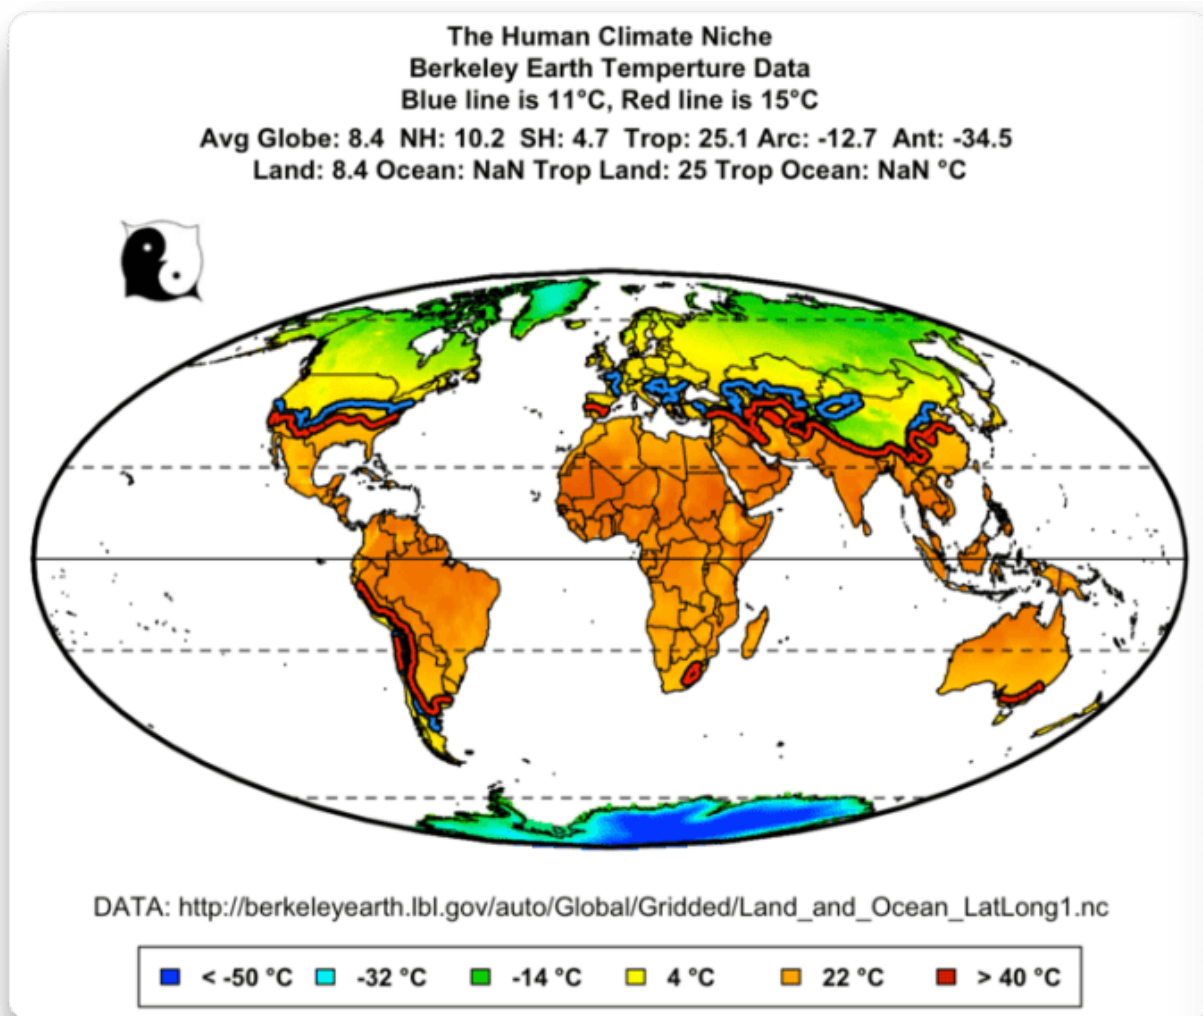 The Human Climate Niche
Berkeley Earth Temperture Data
Blue line is 11°C, Red line is 15°C
Avg Globe: 8.4 NH: 10.2 SH: 4.7 Trop: 25.1 Arc: -12.7 Ant: -34.5
Land: 8.4 Ocean: NaN Trop Land: 25 Trop Ocean: NaN °C
DATA: http://berkeleyearth.lbl.gov/auto/Global/Gridded/Land_and_Ocean_LatLong1.nc
< -50 °C -32 °C -14 °C 4 °C 22 °C > 40 °C